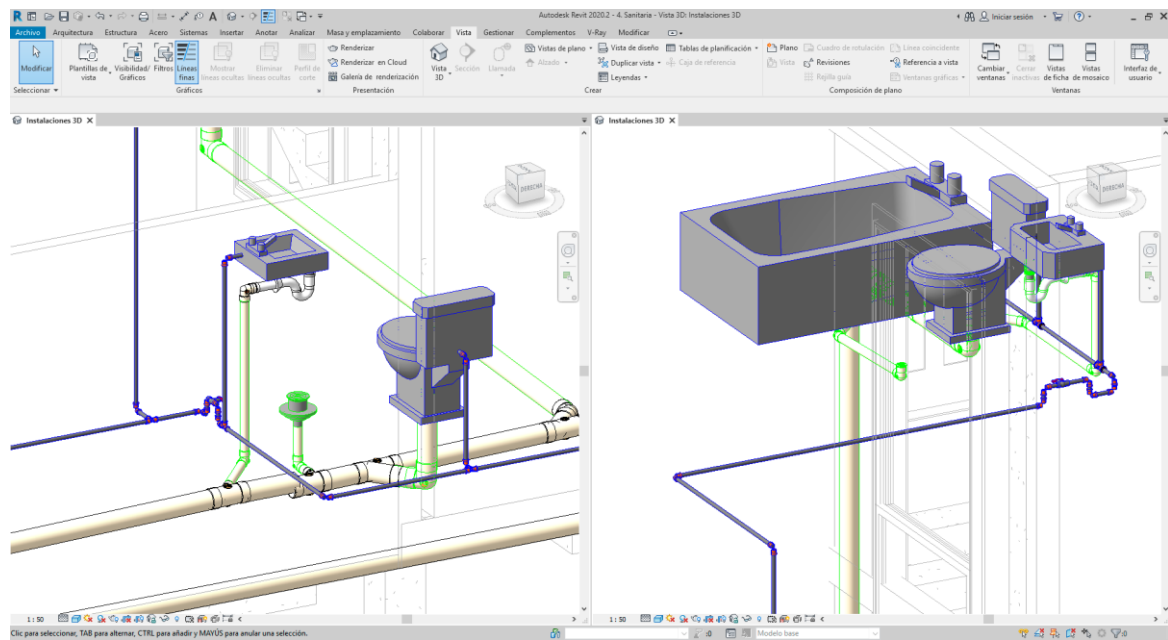 Autodesk Revit 2020.2 - 4. Sanitaria - Vista 3D: Instalaciones 3D
Iniciar sesión
Archivo Arquitectura Estructura Acero Sistemas Insertar Anotar Analizar Masa y emplazamiento Colaborar Vista Gestionar Complementos V-Ray Modificar
Modificar
Plantillas de vista
Visibilidad/ Gráficos
Filtros
Líneas finas
Mostrar líneas ocultas
Eliminar líneas ocultas
Perfil de corte
Renderizar
Renderizar en Cloud
Galería de renderización
Vista 3D
Sección
Llamada
Vistas de plano
Alzado
Vista de diseño
Duplicar vista
Leyendas
Tablas de planificación
Caja de referencia
Plano
Vista
Cuadro de rotulación
Revisiones
Rejilla guía
Línea coincidente
Referencia a vista
Ventanas gráficas
Cambiar ventanas
Cerrar inactivas
Vistas de ficha
Vistas de mosaico
Interfaz de usuario
Seleccionar
Gráficos
Presentación
Crear
Composición de plano
Ventanas
Instalaciones 3D
Instalaciones 3D
DERECHA
DERECHA
1 : 50
1 : 50
Clic para seleccionar, TAB para alternar, CTRL para añadir y MAYÚS para anular una selección.
:0
Modelo base
:0